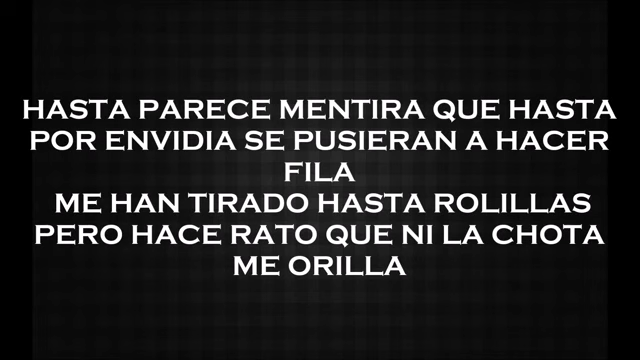 HASTA PARECE MENTIRA QUE HASTA
POR ENVIDIA SE PUSIERAN A HACER
FILA
ME HAN TIRADO HASTA ROLILLAS
PERO HACE RATO QUE NI LA CHOTA
ME ORILLA